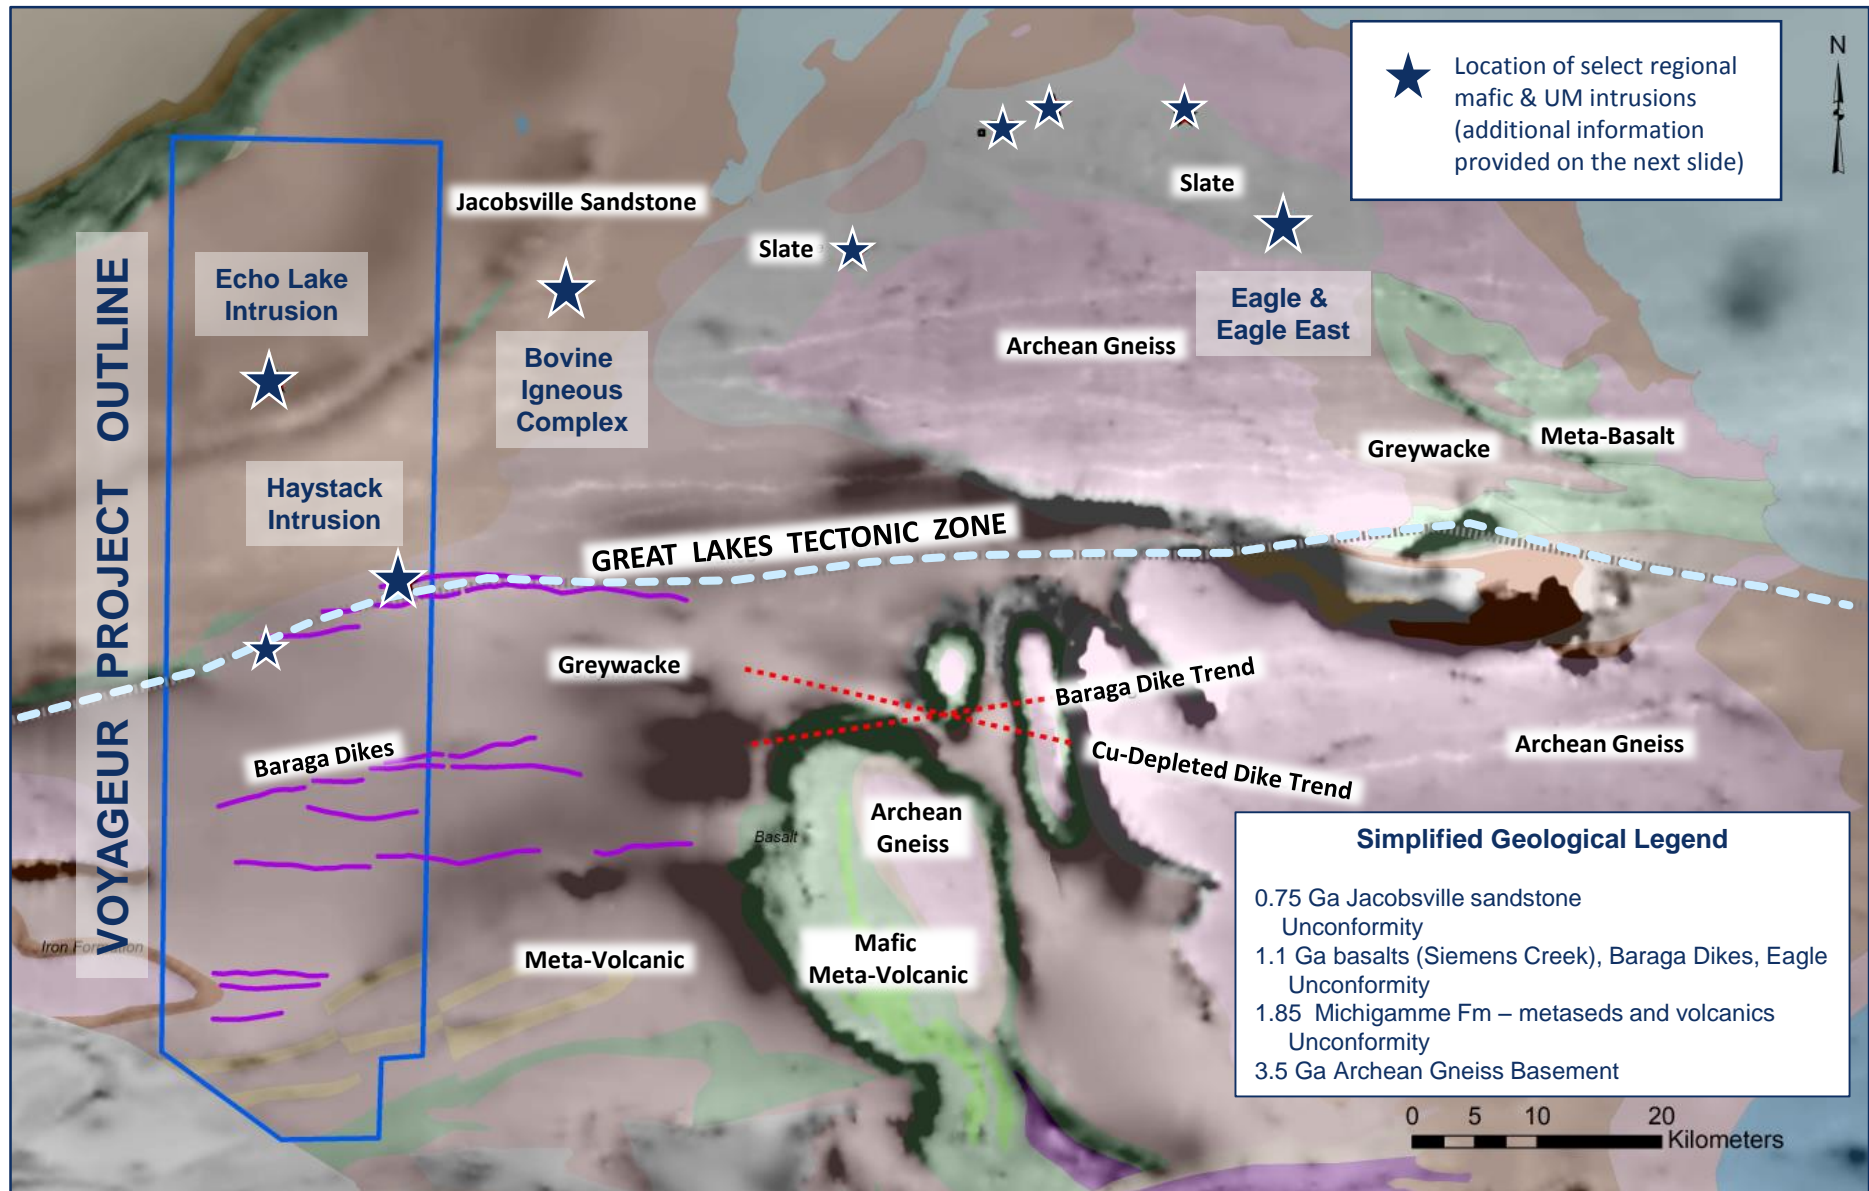 Location of select regional
mafic & UM intrusions
(additional information
provided on the next slide)
N
VOYAGEUR PROJECT OUTLINE
Jacobsville Sandstone
Slate
Slate
Echo Lake
Intrusion
Bovine
Igneous
Complex
Eagle &
Eagle East
Archean Gneiss
Greywacke
Meta-Basalt
Haystack
Intrusion
GREAT LAKES TECTONIC ZONE
Greywacke
Baraga Dike Trend
Cu-Depleted Dike Trend
Archean Gneiss
Baraga Dikes
Basalt
Archean
Gneiss
Iron Formation
Meta-Volcanic
Mafic
Meta-Volcanic
Simplified Geological Legend
0.75 Ga Jacobsville sandstone
Unconformity
1.1 Ga basalts (Siemens Creek), Baraga Dikes, Eagle
Unconformity
1.85 Michigamme Fm – metaseds and volcanics
Unconformity
3.5 Ga Archean Gneiss Basement
0 5 10 20
Kilometers